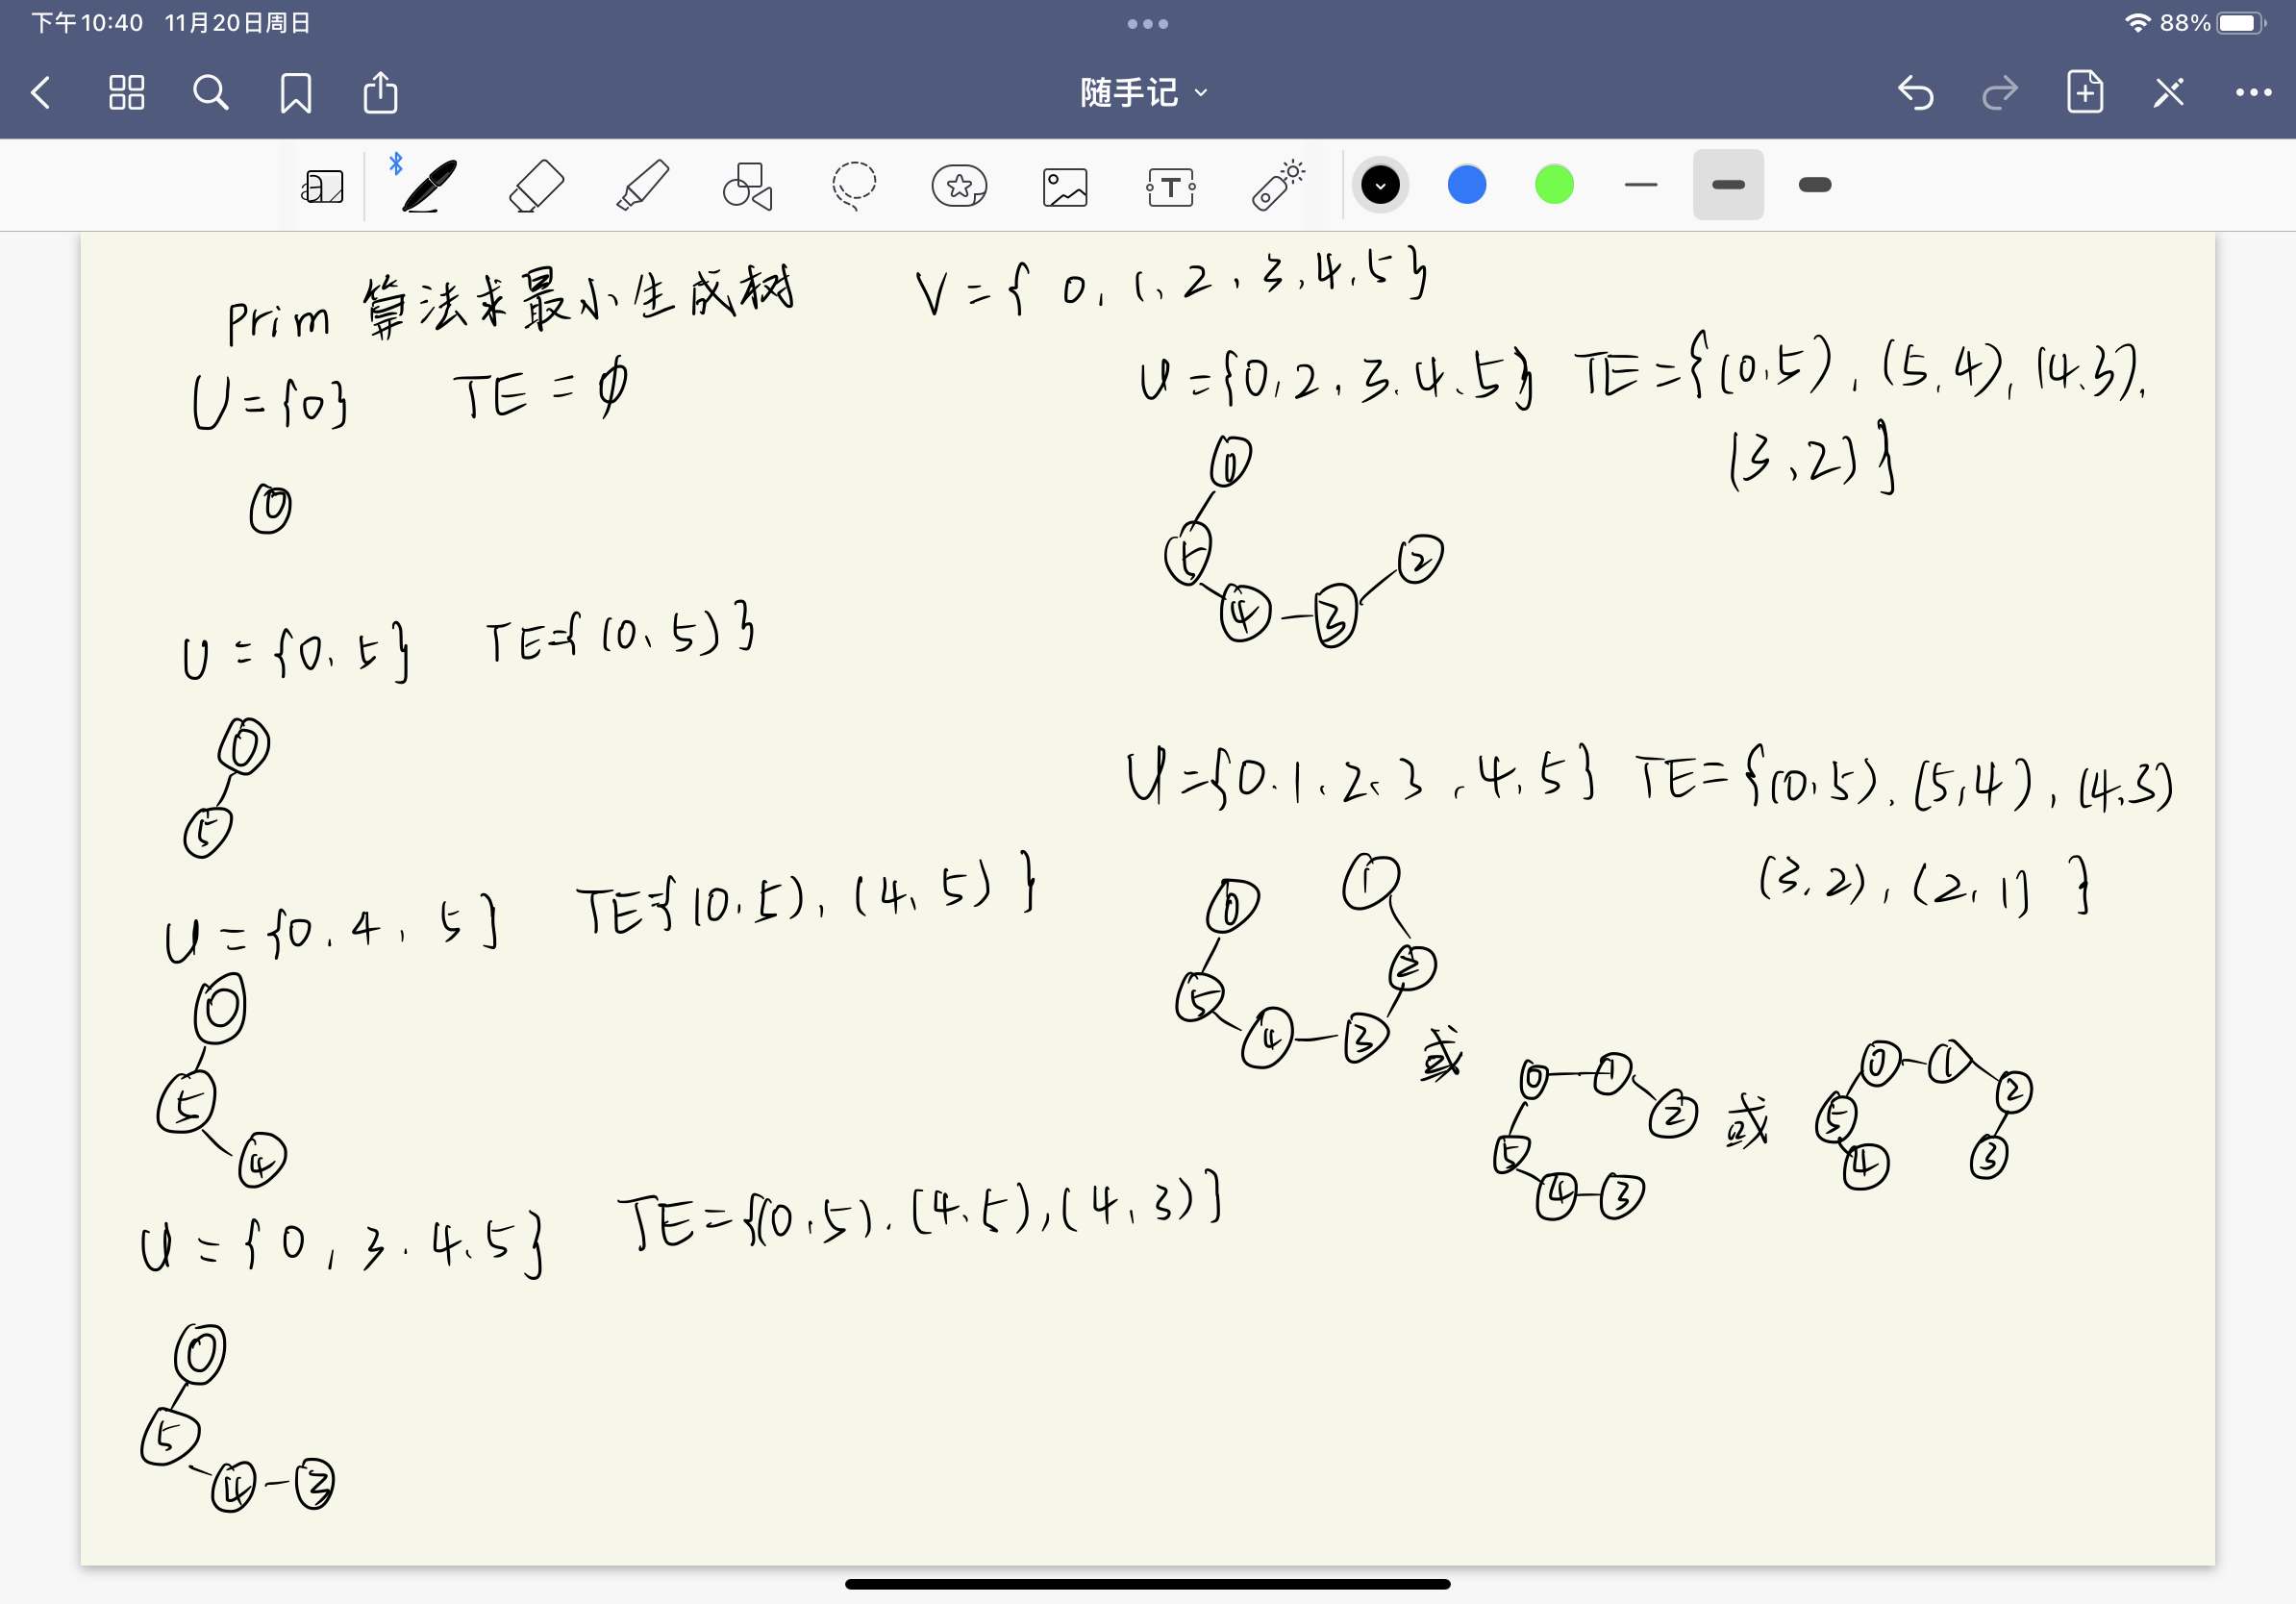 下午10:40 11月20日周日
88%
随手记
T
Prim 算法求最小生成树
V={ 0, 1, 2, 3, 4, 5}
U={0} TE=ϕ
0
U={0, 5} TE={(0, 5)}
0
5
U={0, 4, 5} TE={(0, 5), (4, 5)}
0
5
4
U={0, 3, 4, 5} TE={(0, 5), (4, 5), (4, 3)}
0
5
4 3
U={0, 2, 3, 4, 5} TE={(0, 5), (5, 4), (4, 3),
(3, 2)}
0
5 2
4 3
U={0, 1, 2, 3, 4, 5} TE={(0, 5), (5, 4), (4, 3)
(3, 2), (2, 1)}
0 1
5 2
4 3
或
0 1
2
5
4 3
或
0 1
5 2
4 3